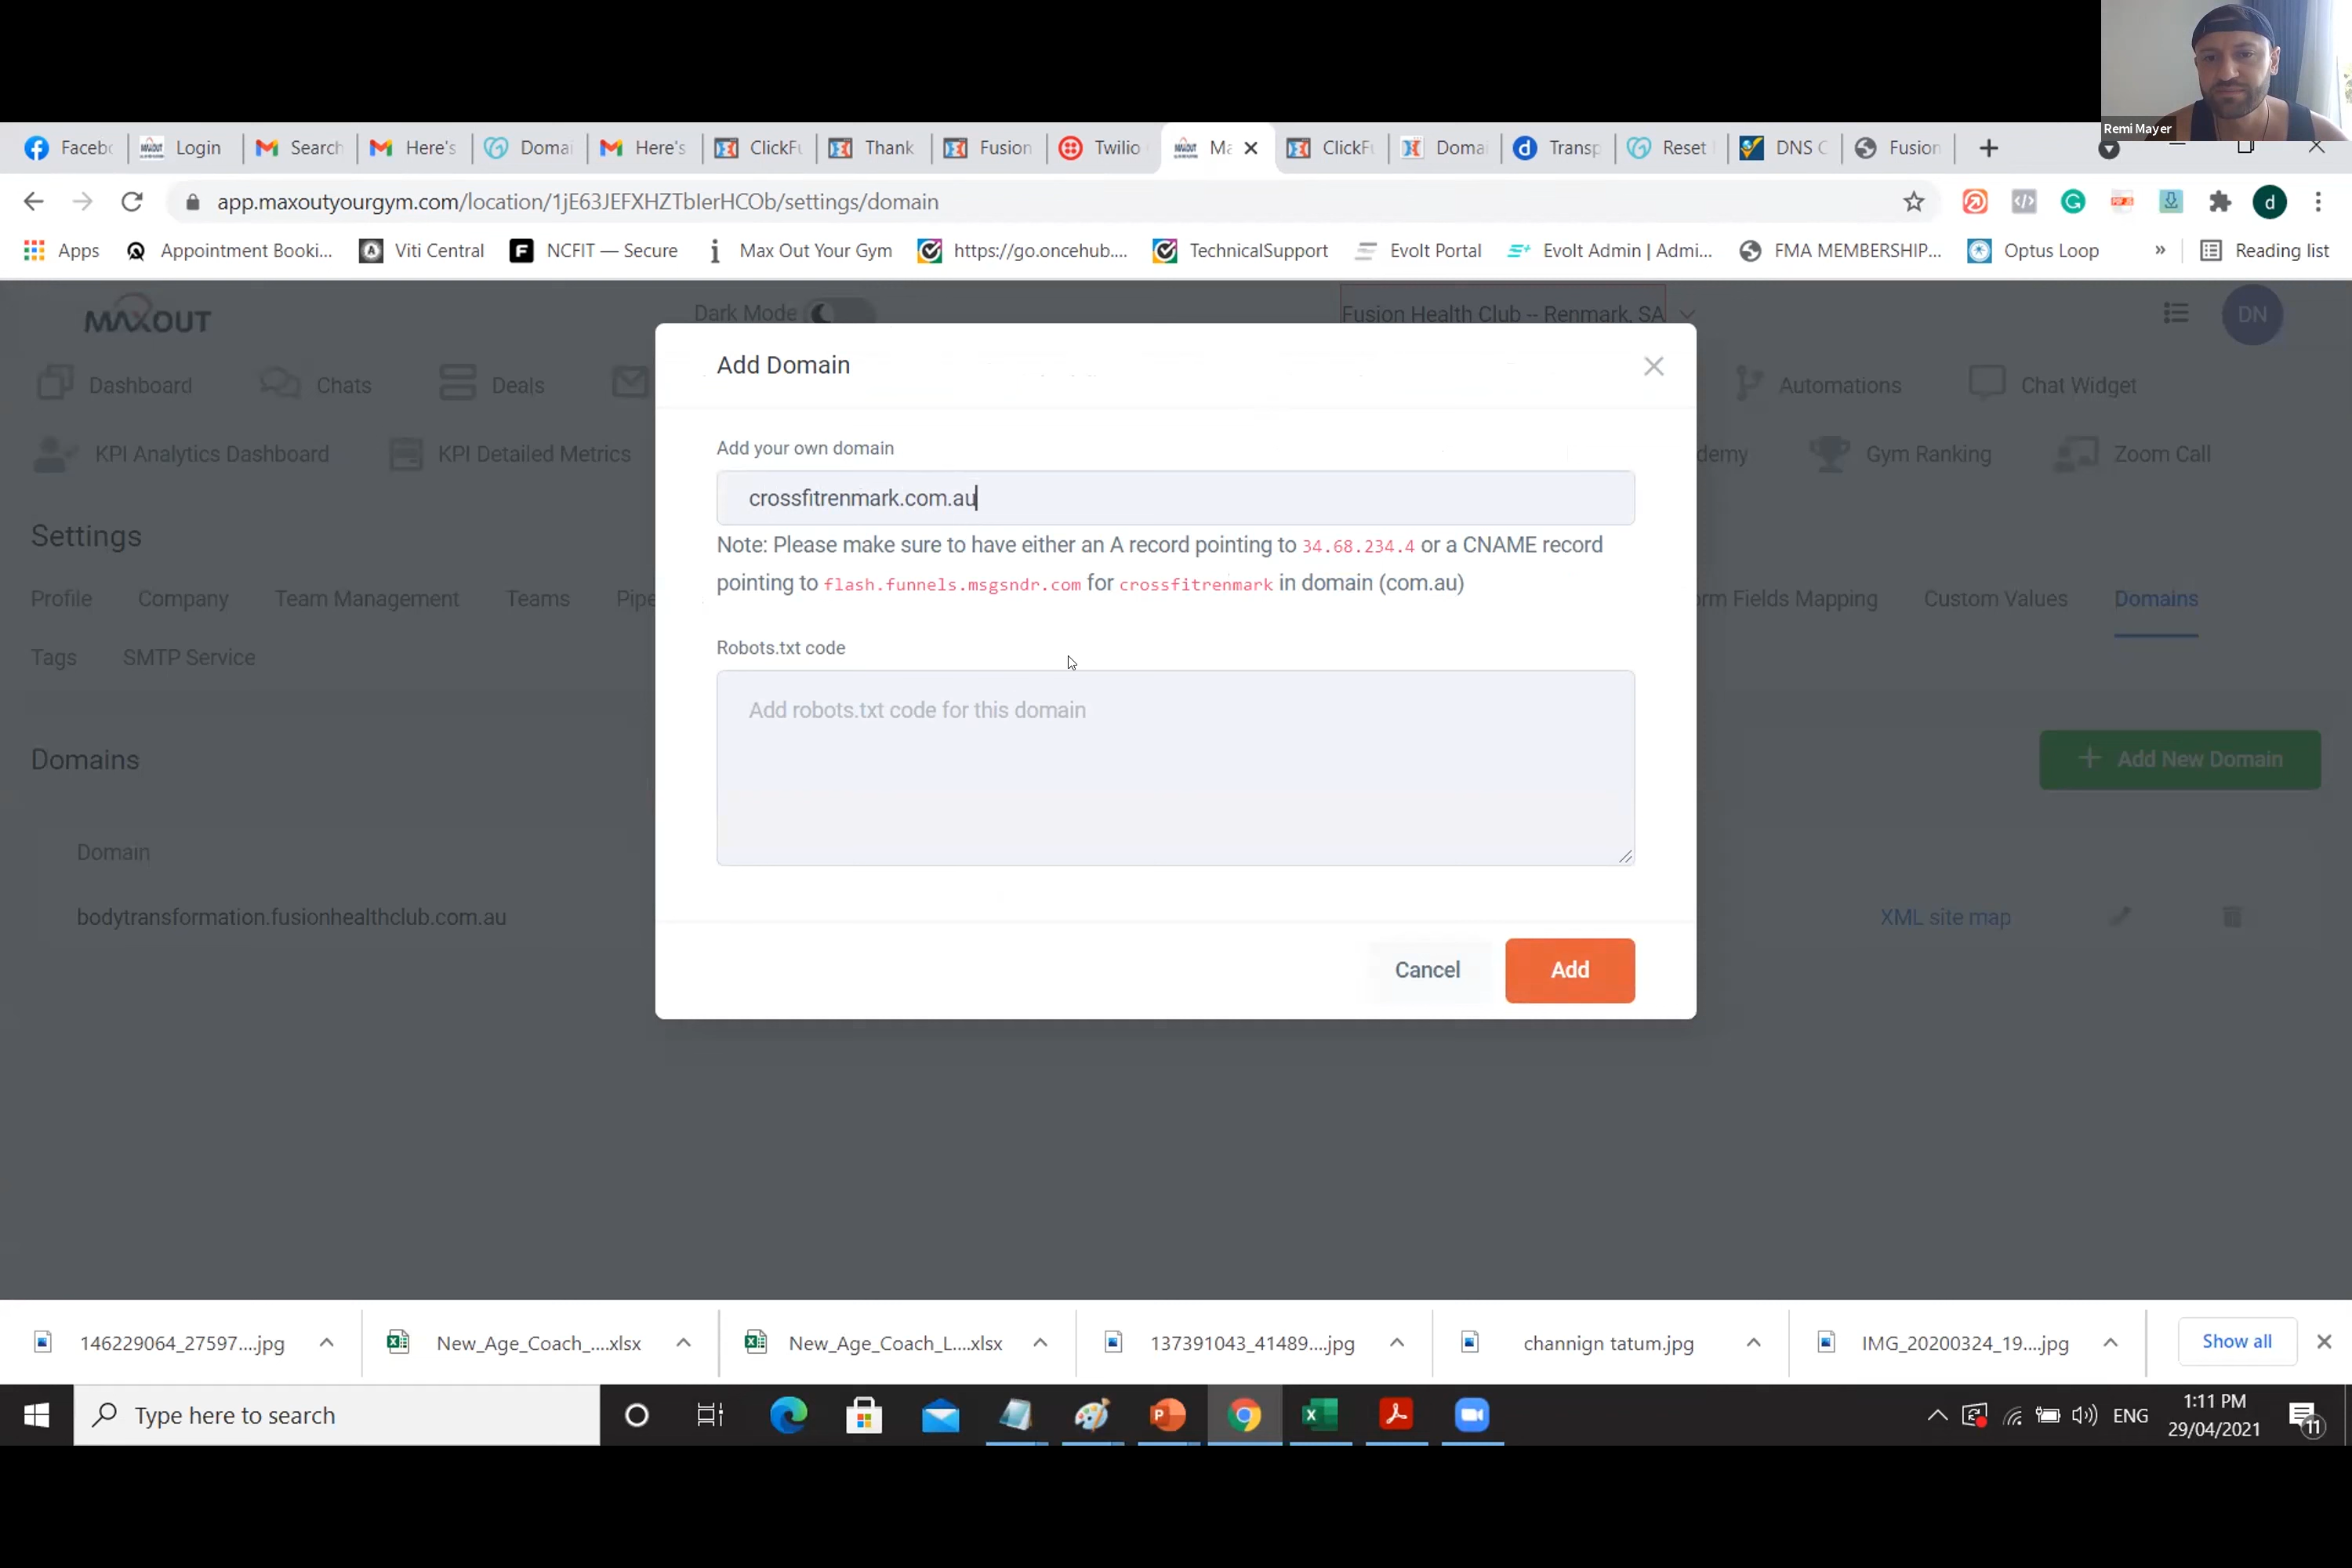 Remi Mayer
Facebo Login Search Here's Domai Here's ClickFu Thank Fusion Twilio Ma ClickFu Domai Transp Reset DNS C Fusion
app.maxoutyourgym.com/location/1jE63JEFXHZTbIerHCOb/settings/domain
d
Apps Appointment Booki... Viti Central NCFIT — Secure Max Out Your Gym https://go.oncehub.... TechnicalSupport Evolt Portal Evolt Admin | Admi... FMA MEMBERSHIP... Optus Loop » Reading list
MAXOUT Dark Mode Fusion Health Club -- Renmark, SA DN
Dashboard Chats Deals Automations Chat Widget
KPI Analytics Dashboard KPI Detailed Metrics demy Gym Ranking Zoom Call
Settings
Profile Company Team Management Teams Pipe rm Fields Mapping Custom Values Domains
Tags SMTP Service
Domains
Add New Domain
Domain
bodytransformation.fusionhealthclub.com.au XML site map
Add Domain
Add your own domain
crossfitrenmark.com.au
Note: Please make sure to have either an A record pointing to 34.68.234.4 or a CNAME record
pointing to flash.funnels.msgsndr.com for crossfitrenmark in domain (com.au)
Robots.txt code
Add robots.txt code for this domain
Cancel Add
146229064_27597....jpg New_Age_Coach_....xlsx New_Age_Coach_L....xlsx 137391043_41489....jpg channign tatum.jpg IMG_20200324_19....jpg Show all
Type here to search
ENG
1:11 PM
29/04/2021
11